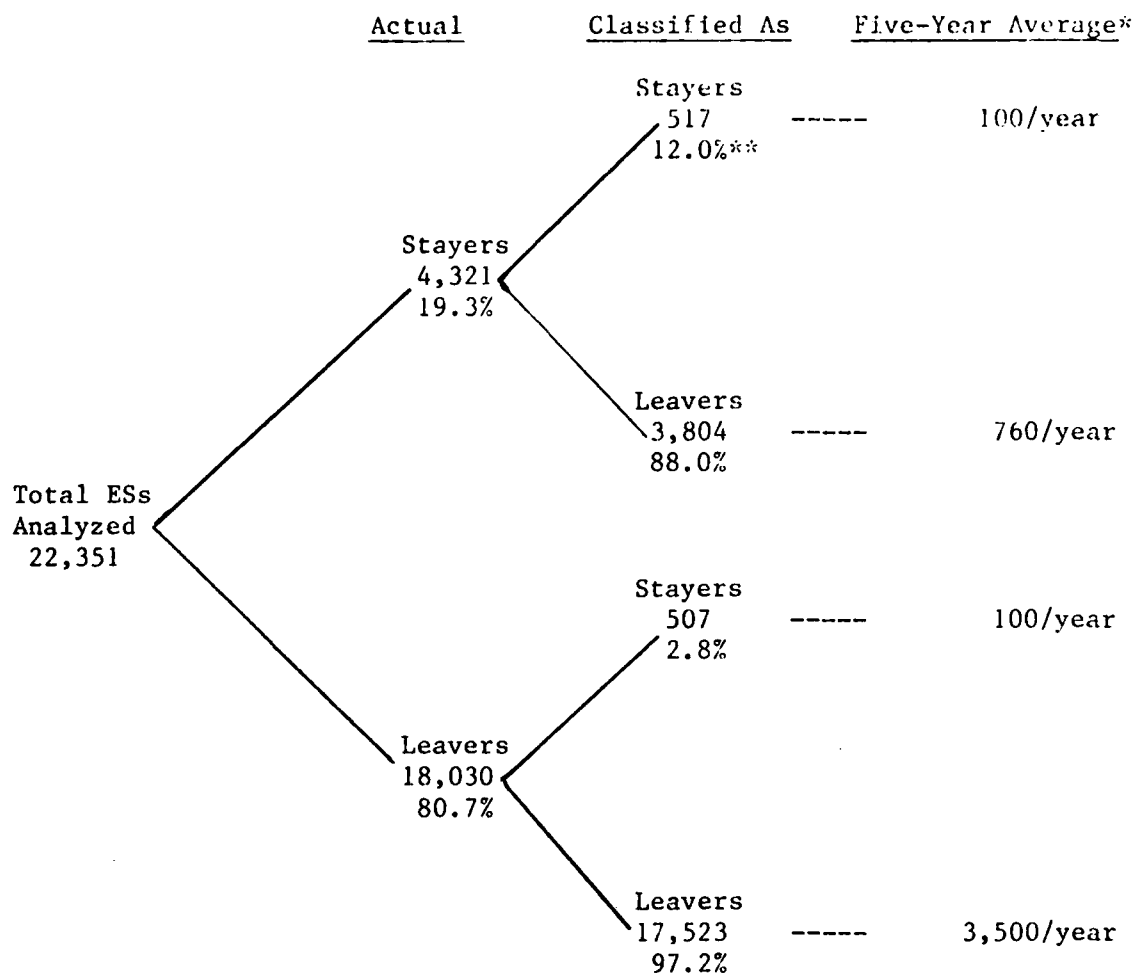 Actual Classified As Five-Year Average*
Stayers
517 ----- 100/year
12.0%**
Stayers
4,321
19.3%
Leavers
3,804 ----- 760/year
88.0%
Total ESs
Analyzed
22,351
Stayers
507 ----- 100/year
2.8%
Leavers
18,030
80.7%
Leavers
17,523 ----- 3,500/year
97.2%